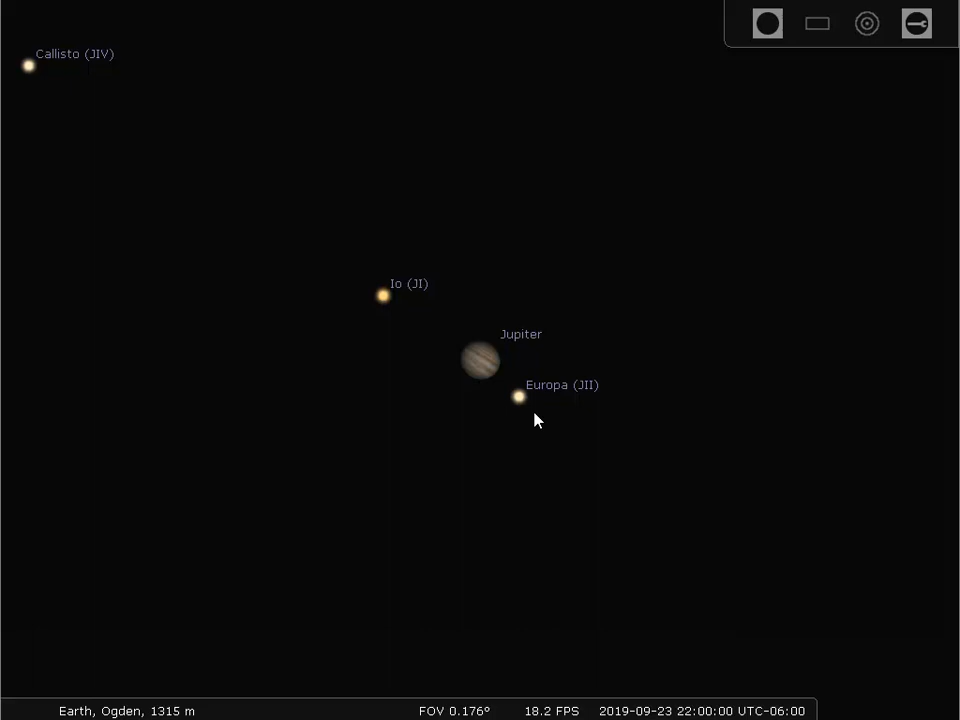 Callisto (JIV)
Io (JI)
Jupiter
Europa (JII)
Earth, Ogden, 1315 m FOV 0.176° 18.2 FPS 2019-09-23 22:00:00 UTC-06:00